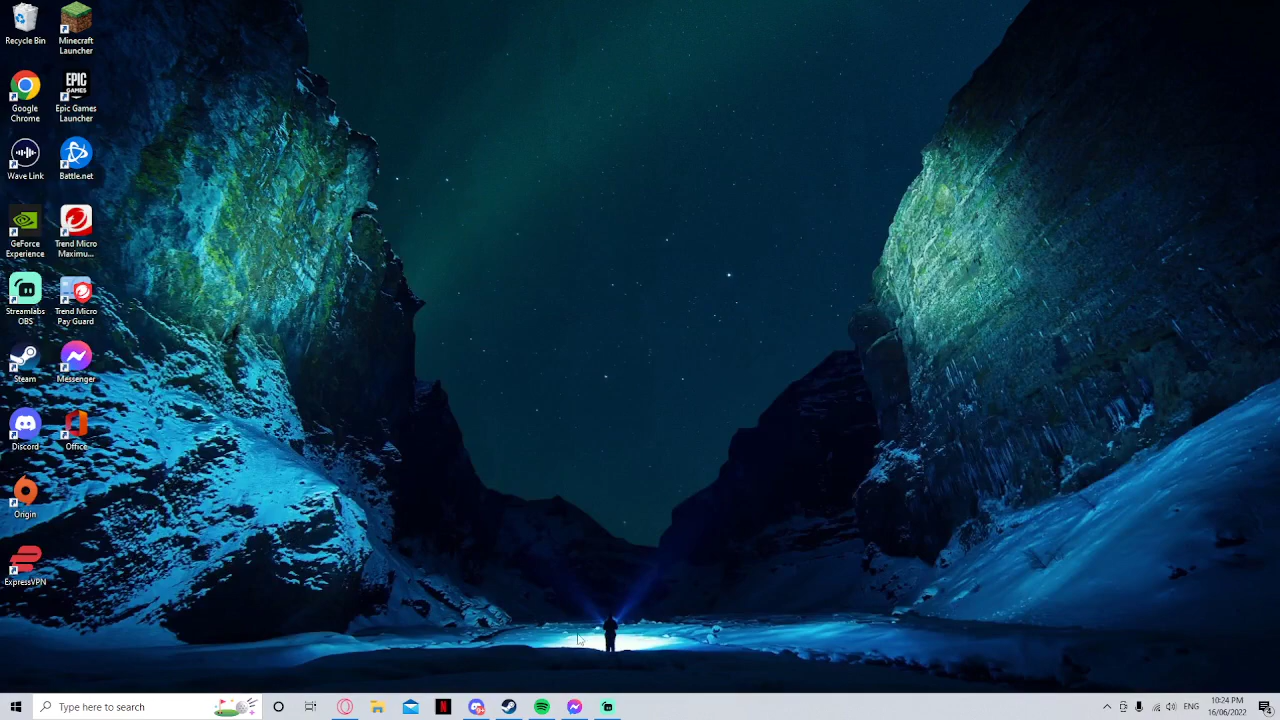 Recycle Bin
Minecraft
Launcher
Google
Chrome
EPIC
GAMES
Epic Games
Launcher
Wave Link
Battle.net
GeForce
Experience
Trend Micro
Maximu...
Streamlabs
OBS
Trend Micro
Pay Guard
Steam
Messenger
Discord
Office
Origin
ExpressVPN
Type here to search
N
ENG
10:24 PM
16/06/2022